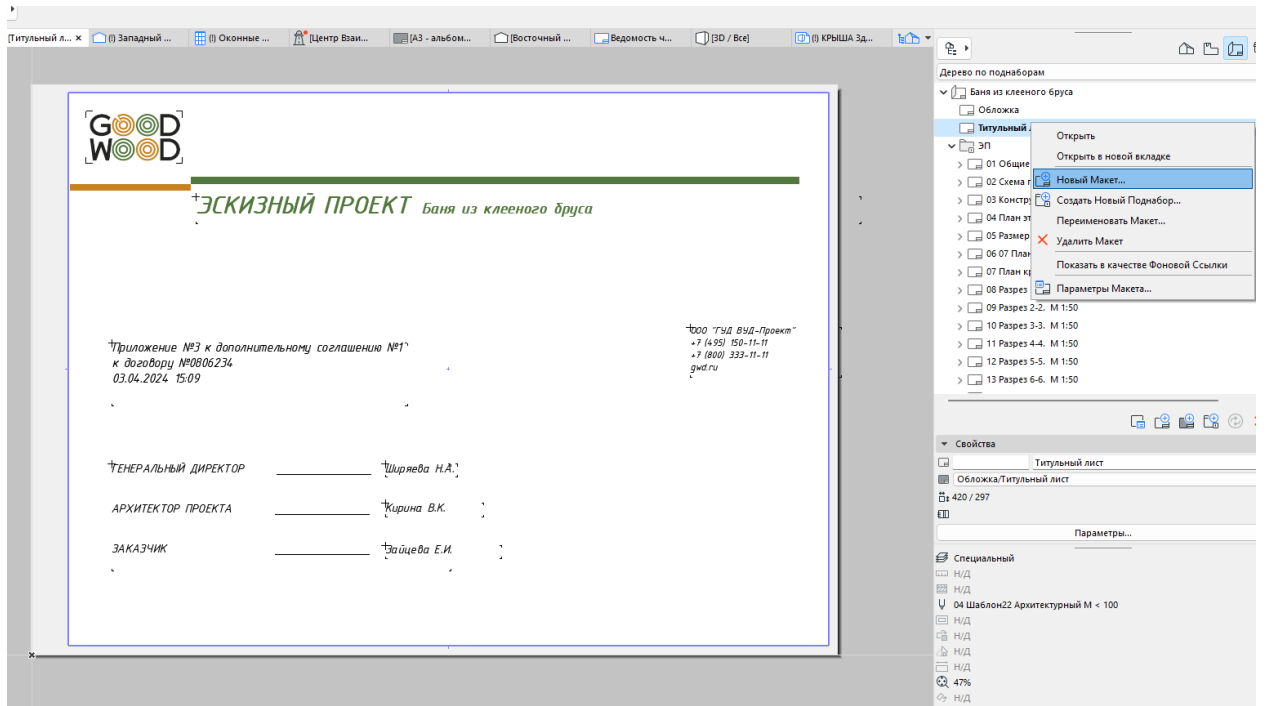 [Титульный л...
(!) Западный ...
(!) Оконные ...
[Центр Взаи...
[А3 - альбом...
[Восточный ...
Ведомость ч...
[3D / Все]
(!) КРЫША Зд...
GOOD
WOOD
ЭСКИЗНЫЙ ПРОЕКТ Баня из клееного бруса
Приложение №3 к дополнительному соглашению №1
к договору №0806234
03.04.2024 15:09
ООО "ГУД ВУД-Проект"
+7 (495) 150-11-11
+7 (800) 333-11-11
gwd.ru
ГЕНЕРАЛЬНЫЙ ДИРЕКТОР Ширяева Н.А.
АРХИТЕКТОР ПРОЕКТА Кирина В.К.
ЗАКАЗЧИК Зайцева Е.И.
Дерево по поднаборам
Баня из клееного бруса
Обложка
Титульный
ЭП
01 Общие
02 Схема
03 Констру
04 План эт
05 Размер
06 07 План
07 План к
08 Разрез
09 Разрез 2-2. М 1:50
10 Разрез 3-3. М 1:50
11 Разрез 4-4. М 1:50
12 Разрез 5-5. М 1:50
13 Разрез 6-6. М 1:50
Открыть
Открыть в новой вкладке
Новый Макет...
Создать Новый Поднабор...
Переименовать Макет...
Удалить Макет
Показать в качестве Фоновой Ссылки
Параметры Макета...
Свойства
Титульный лист
Обложка/Титульный лист
420 / 297
Параметры...
Специальный
Н/Д
Н/Д
04 Шаблон22 Архитектурный М < 100
Н/Д
Н/Д
Н/Д
Н/Д
47%
Н/Д